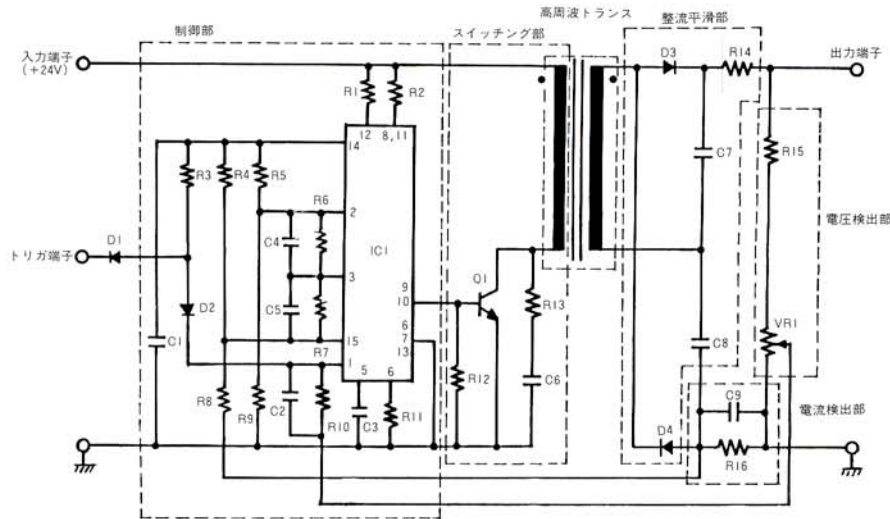 高周波トランス
制御部
スイッチング部
整流平滑部
入力端子
(+24V)
出力端子
D3
R14
R1
R2
12
8,11
14
R3
R4
R5
C7
R15
R6
2
C4
IC1
電圧検出部
D1
トリガ端子
3
Q1
9
10
R13
D2
C5
6
7
13
C1
15
R7
1
VR1
C8
5
6
R8
C2
R9
R10
C3
R11
R12
C6
C9
電流検出部
D4
R16